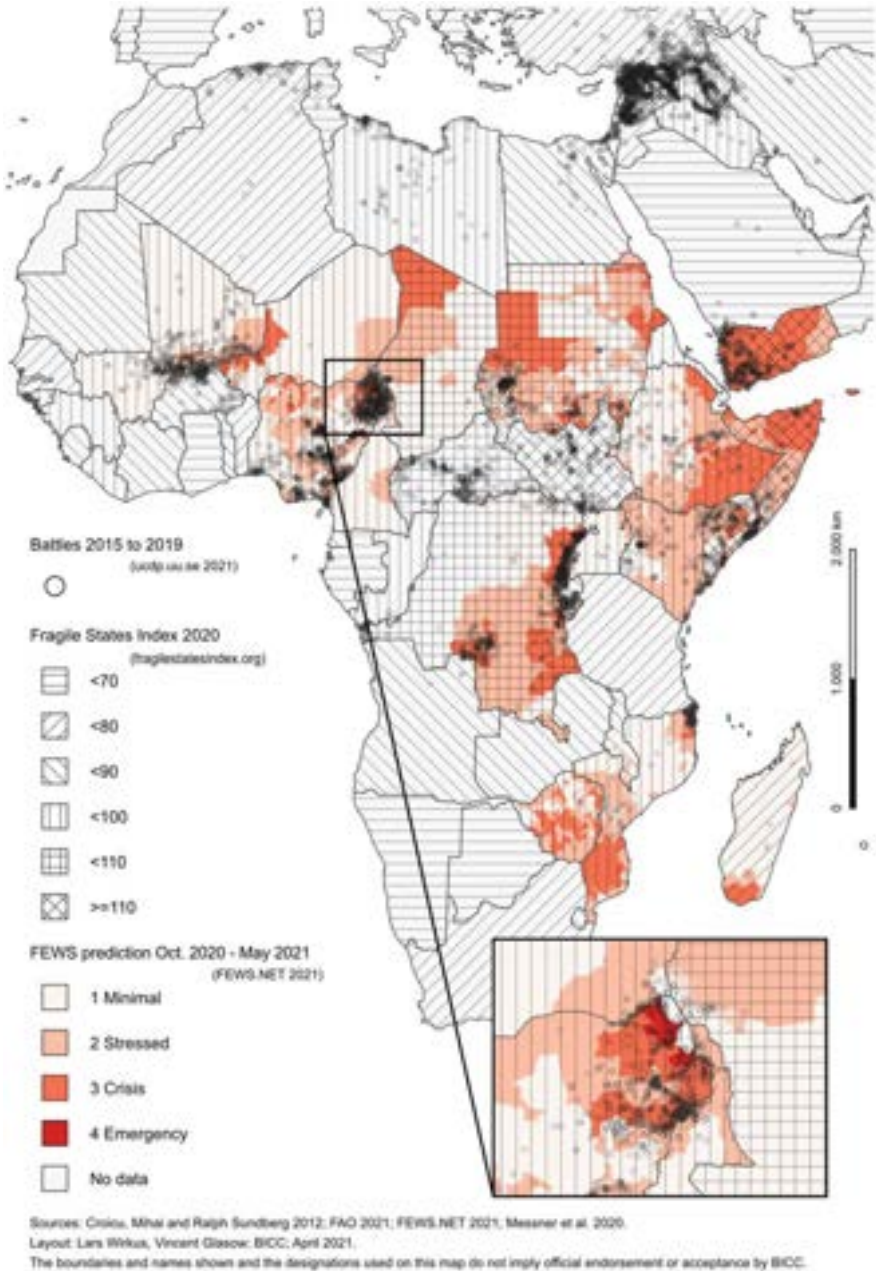 Battles 2015 to 2019
(ucdp.uu.se 2021)
Fragile States Index 2020
(fragilestatesindex.org)
<70
<80
<90
<100
<110
>=110
FEWS prediction Oct. 2020 - May 2021
(FEWS.NET 2021)
1 Minimal
2 Stressed
3 Crisis
4 Emergency
No data
2.000 km
1.000
0
Sources: Croicu, Mihai and Ralph Sundberg 2012; FAO 2021; FEWS.NET 2021; Messner et al. 2020.
Layout: Lars Wirkus, Vincent Glasow: BICC; April 2021.
The boundaries and names shown and the designations used on this map do not imply official endorsement or acceptance by BICC.